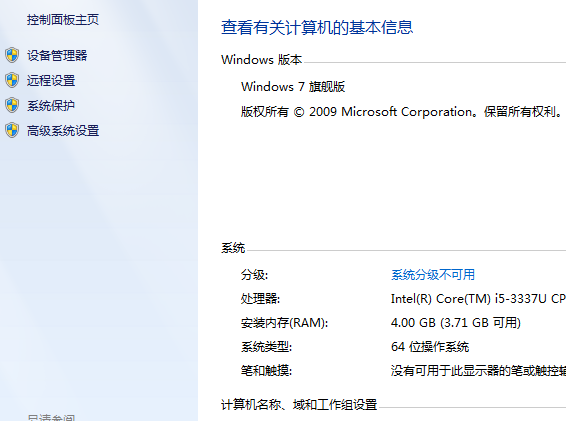 控制面板主页
设备管理器
远程设置
系统保护
高级系统设置
另请参阅
查看有关计算机的基本信息
Windows 版本
Windows 7 旗舰版
版权所有 © 2009 Microsoft Corporation。保留所有权利。
系统
分级: 系统分级不可用
处理器: Intel(R) Core(TM) i5-3337U CP
安装内存(RAM): 4.00 GB (3.71 GB 可用)
系统类型: 64 位操作系统
笔和触摸: 没有可用于此显示器的笔或触控输
计算机名称、域和工作组设置